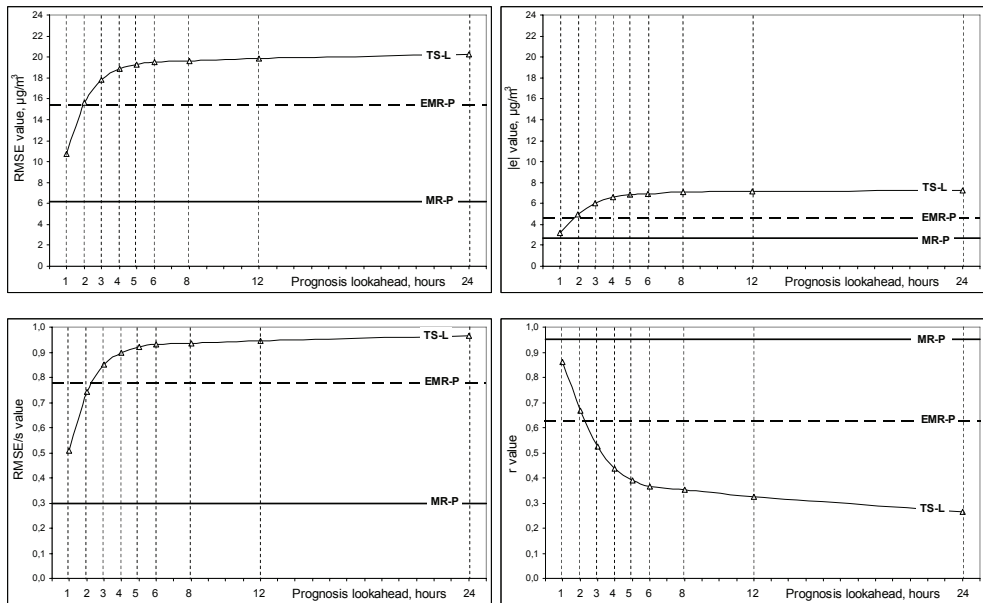 RMSE value, µg/m³
24
22
20
18
16
14
12
10
8
6
4
2
0
TS-L
EMR-P
MR-P
1 2 3 4 5 6 8 12 Prognosis lookahead, hours 24
|e| value, µg/m³
24
22
20
18
16
14
12
10
8
6
4
2
0
TS-L
EMR-P
MR-P
1 2 3 4 5 6 8 12 Prognosis lookahead, hours 24
RMSE/s value
1,0
0,9
0,8
0,7
0,6
0,5
0,4
0,3
0,2
0,1
0,0
TS-L
EMR-P
MR-P
1 2 3 4 5 6 8 12 Prognosis lookahead, hours 24
r value
1,0
0,9
0,8
0,7
0,6
0,5
0,4
0,3
0,2
0,1
0,0
MR-P
EMR-P
TS-L
1 2 3 4 5 6 8 12 Prognosis lookahead, hours 24